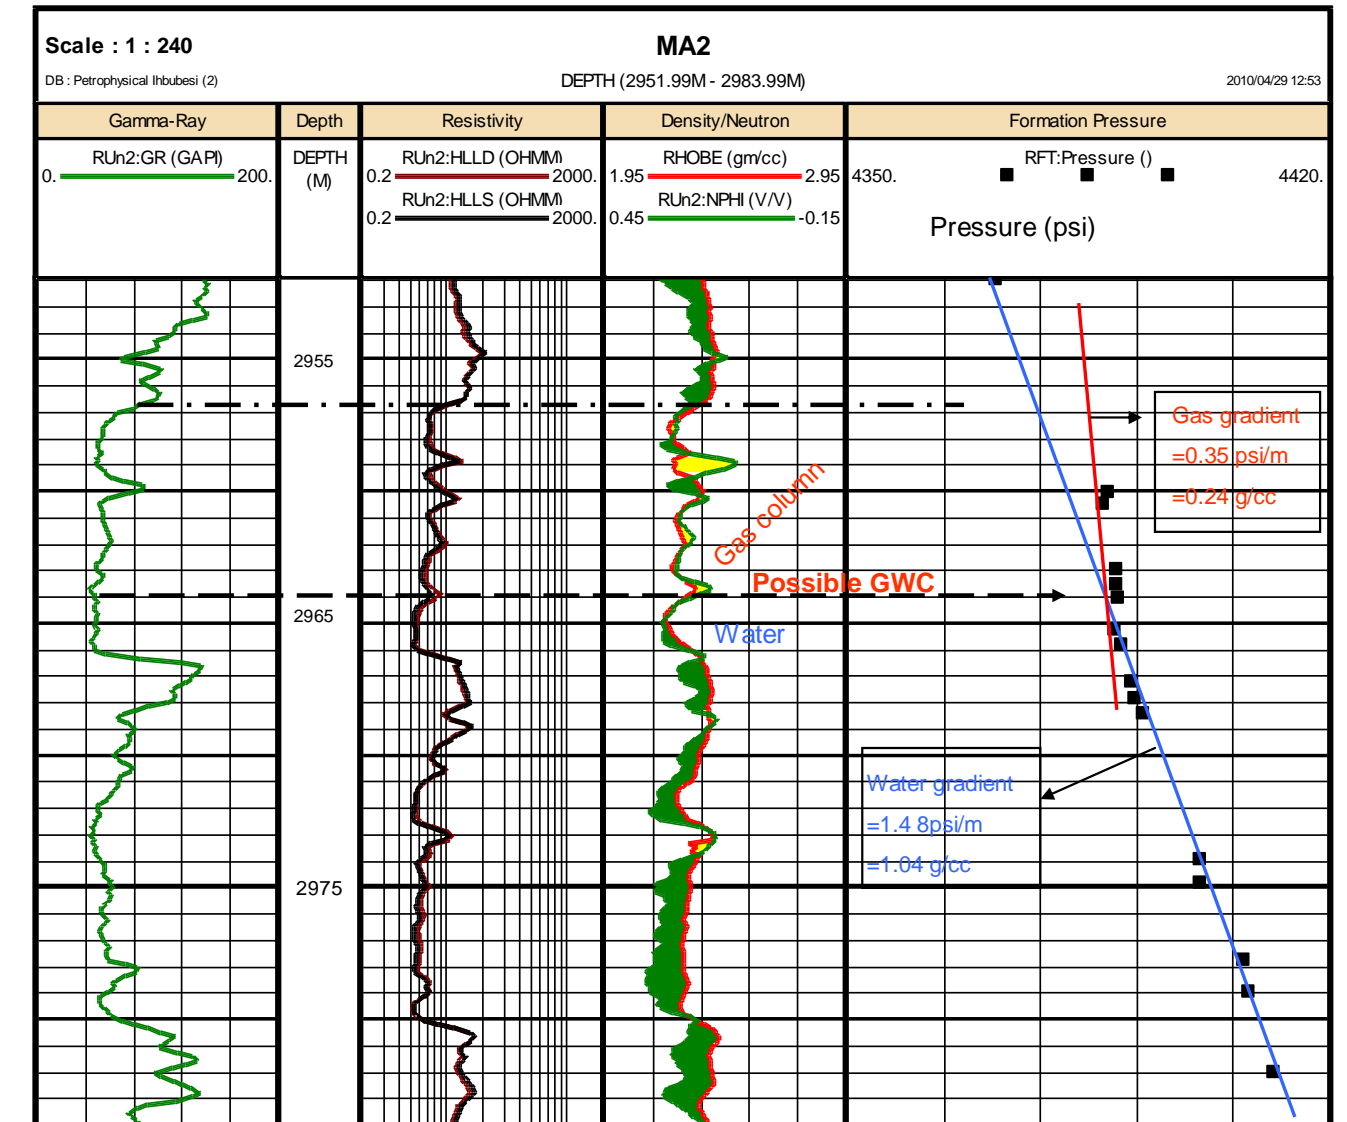 Scale : 1 : 240
MA2
DB : Petrophysical Ihbubesi (2)
DEPTH (2951.99M - 2983.99M)
2010/04/29 12:53
Gamma-Ray
Depth
Resistivity
Density/Neutron
Formation Pressure
RUn2:GR (GAPI)
0. 200.
DEPTH
(M)
RUn2:HLLD (OHMM)
0.2 2000.
RUn2:HLLS (OHMM)
0.2 2000.
RHOBE (gm/cc)
1.95 2.95
RUn2:NPHI (V/V)
0.45 -0.15
RFT:Pressure ()
4350. 4420.
Pressure (psi)
2955
Gas gradient
=0.35 psi/m
=0.24 g/cc
Gas column
Possible GWC
2965
Water
Water gradient
=1.4 8psi/m
=1.04 g/cc
2975